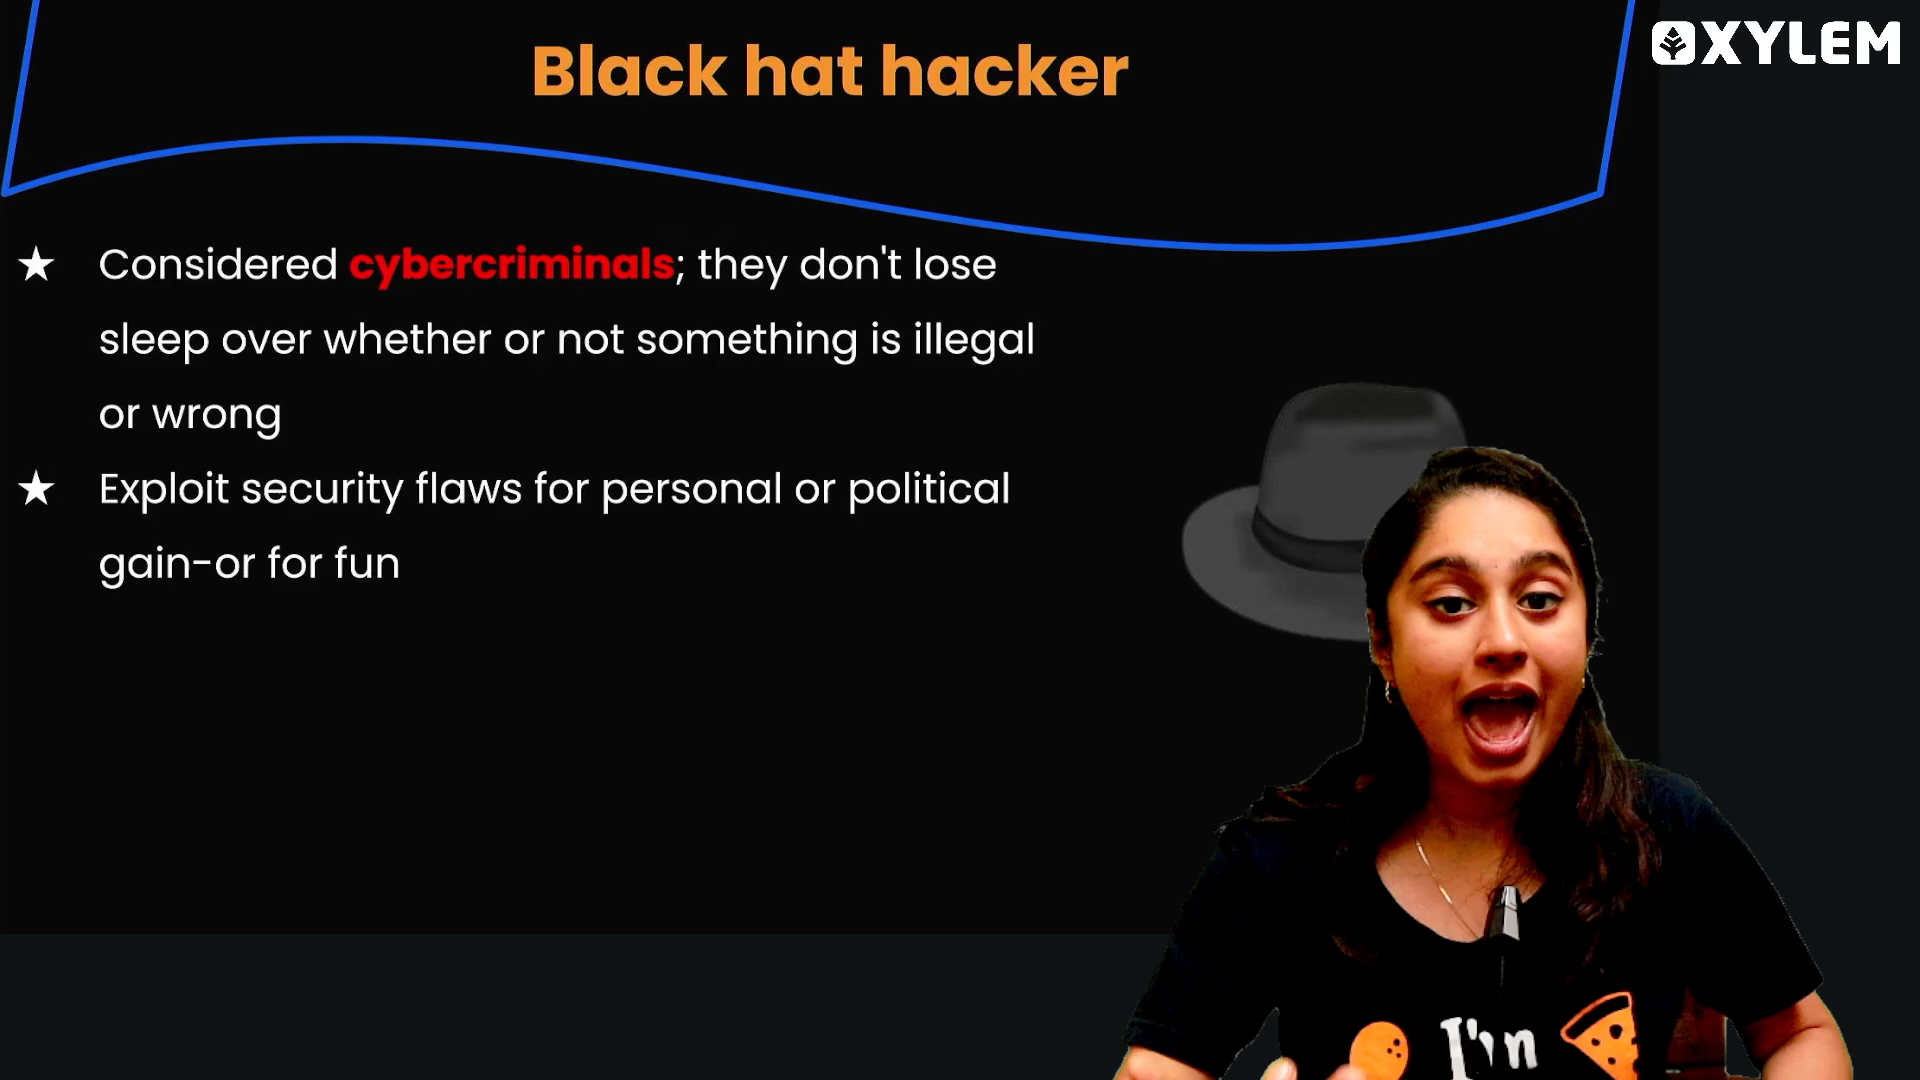 XYLEM
Black hat hacker
★ Considered cybercriminals; they don't lose
sleep over whether or not something is illegal
or wrong
★ Exploit security flaws for personal or political
gain-or for fun
I'm